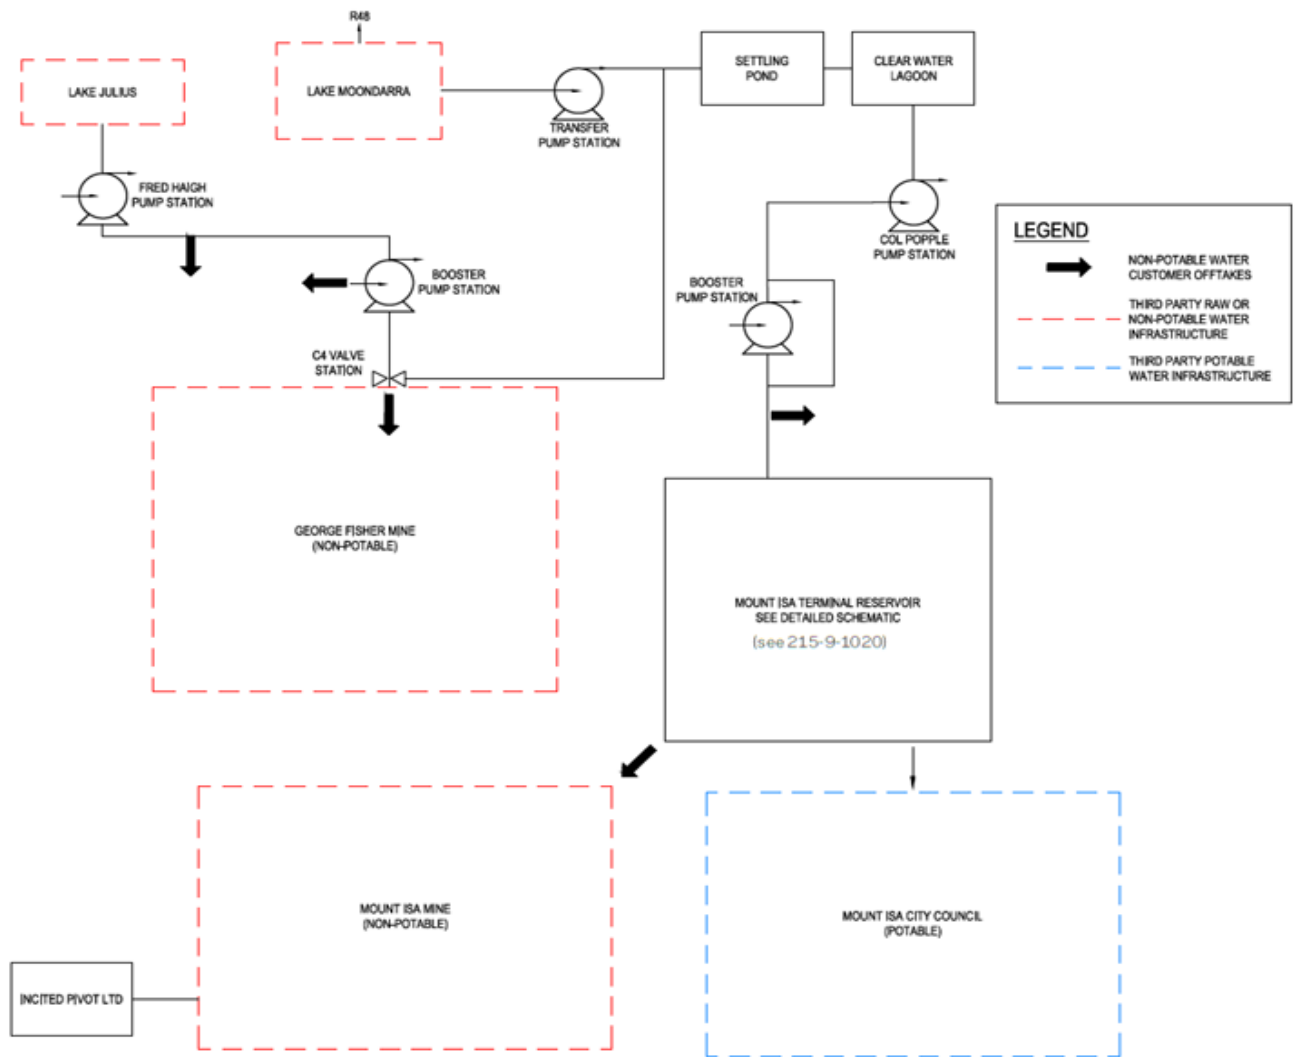 R48
LAKE JULIUS
LAKE MOONDARRA
TRANSFER
PUMP STATION
SETTLING
POND
CLEAR WATER
LAGOON
FRED HAIGH
PUMP STATION
COL POPPLE
PUMP STATION
BOOSTER
PUMP STATION
BOOSTER
PUMP STATION
C4 VALVE
STATION
LEGEND
NON-POTABLE WATER
CUSTOMER OFFTAKES
THIRD PARTY RAW OR
NON-POTABLE WATER
INFRASTRUCTURE
THIRD PARTY POTABLE
WATER INFRASTRUCTURE
GEORGE FISHER MINE
(NON-POTABLE)
MOUNT ISA TERMINAL RESERVOIR
SEE DETAILED SCHEMATIC
(see 215-9-1020)
MOUNT ISA MINE
(NON-POTABLE)
MOUNT ISA CITY COUNCIL
(POTABLE)
INCITED PIVOT LTD